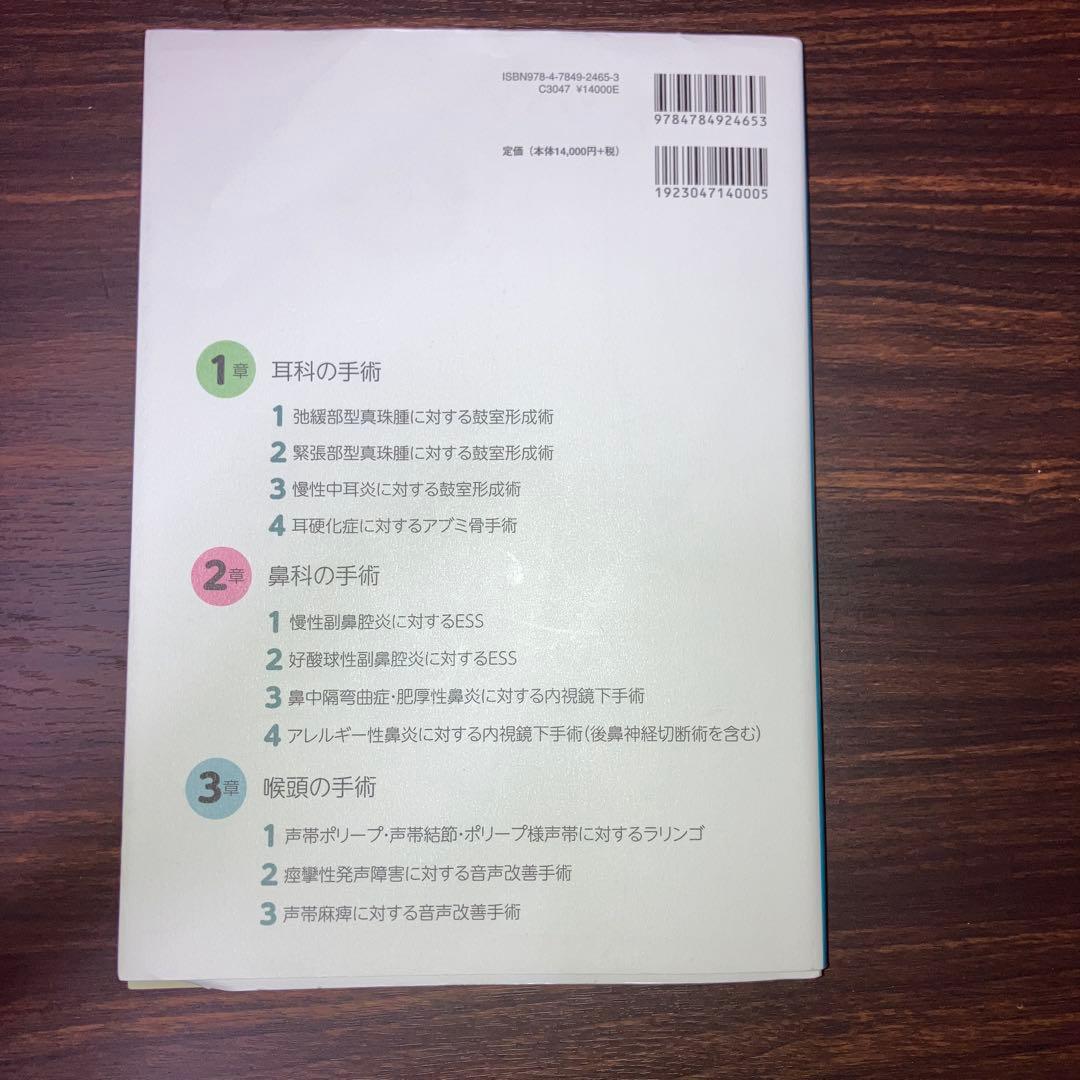 ISBN978-4-7849-2465-3
C3047 ¥14000E
9784784924653
定価（本体14,000円+税）
1923047140005
1章 耳科の手術
1 弛緩部型真珠腫に対する鼓室形成術
2 緊張部型真珠腫に対する鼓室形成術
3 慢性中耳炎に対する鼓室形成術
4 耳硬化症に対するアブミ骨手術
2章 鼻科の手術
1 慢性副鼻腔炎に対するESS
2 好酸球性副鼻腔炎に対するESS
3 鼻中隔弯曲症・肥厚性鼻炎に対する内視鏡下手術
4 アレルギー性鼻炎に対する内視鏡下手術（後鼻神経切断術を含む）
3章 喉頭の手術
1 声帯ポリープ・声帯結節・ポリープ様声帯に対するラリンゴ
2 痙攣性発声障害に対する音声改善手術
3 声帯麻痺に対する音声改善手術